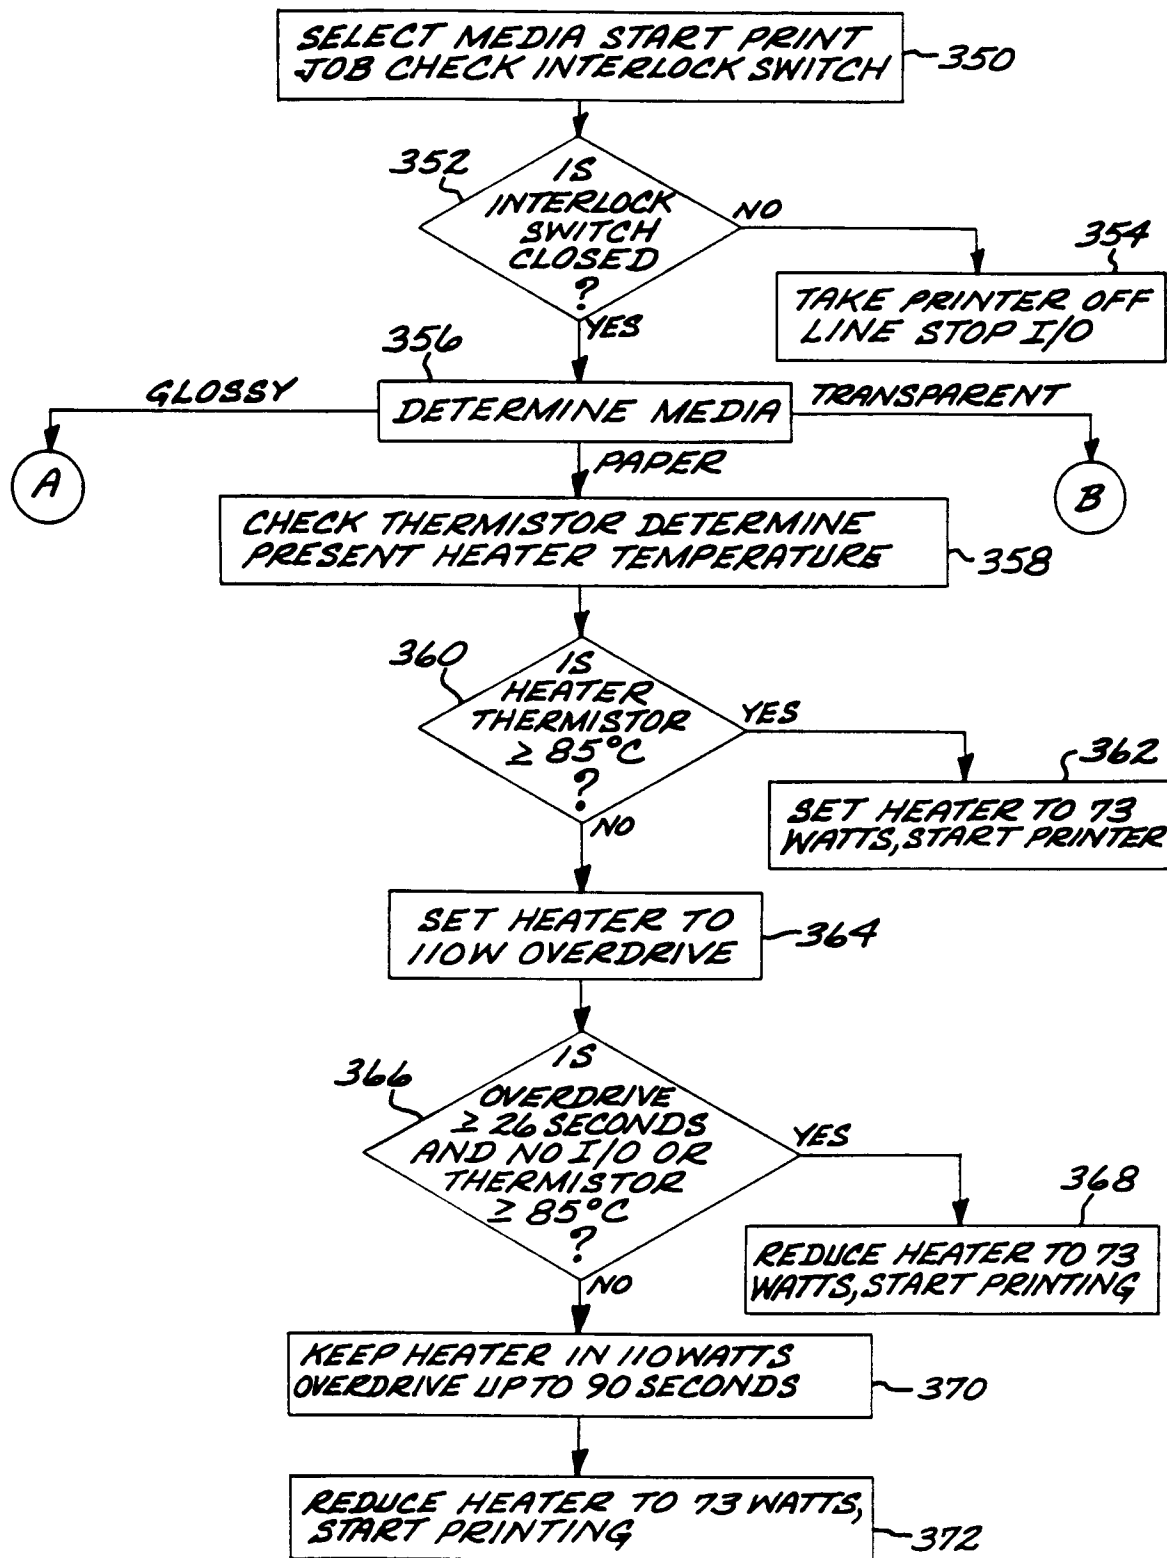 SELECT MEDIA START PRINT
JOB CHECK INTERLOCK SWITCH
350
352
IS
INTERLOCK
SWITCH
CLOSED
?
NO
354
TAKE PRINTER OFF
LINE STOP I/O
YES
356
GLOSSY
DETERMINE MEDIA
TRANSPARENT
A
PAPER
B
CHECK THERMISTOR DETERMINE
PRESENT HEATER TEMPERATURE
358
360
IS
HEATER
THERMISTOR
≥ 85°C
?
YES
362
SET HEATER TO 73
WATTS, START PRINTER
NO
SET HEATER TO
110W OVERDRIVE
364
366
IS
OVERDRIVE
≥ 26 SECONDS
AND NO I/O OR
THERMISTOR
≥ 85°C
?
YES
368
REDUCE HEATER TO 73
WATTS, START PRINTING
NO
KEEP HEATER IN 110 WATTS
OVERDRIVE UP TO 90 SECONDS
370
REDUCE HEATER TO 73 WATTS,
START PRINTING
372